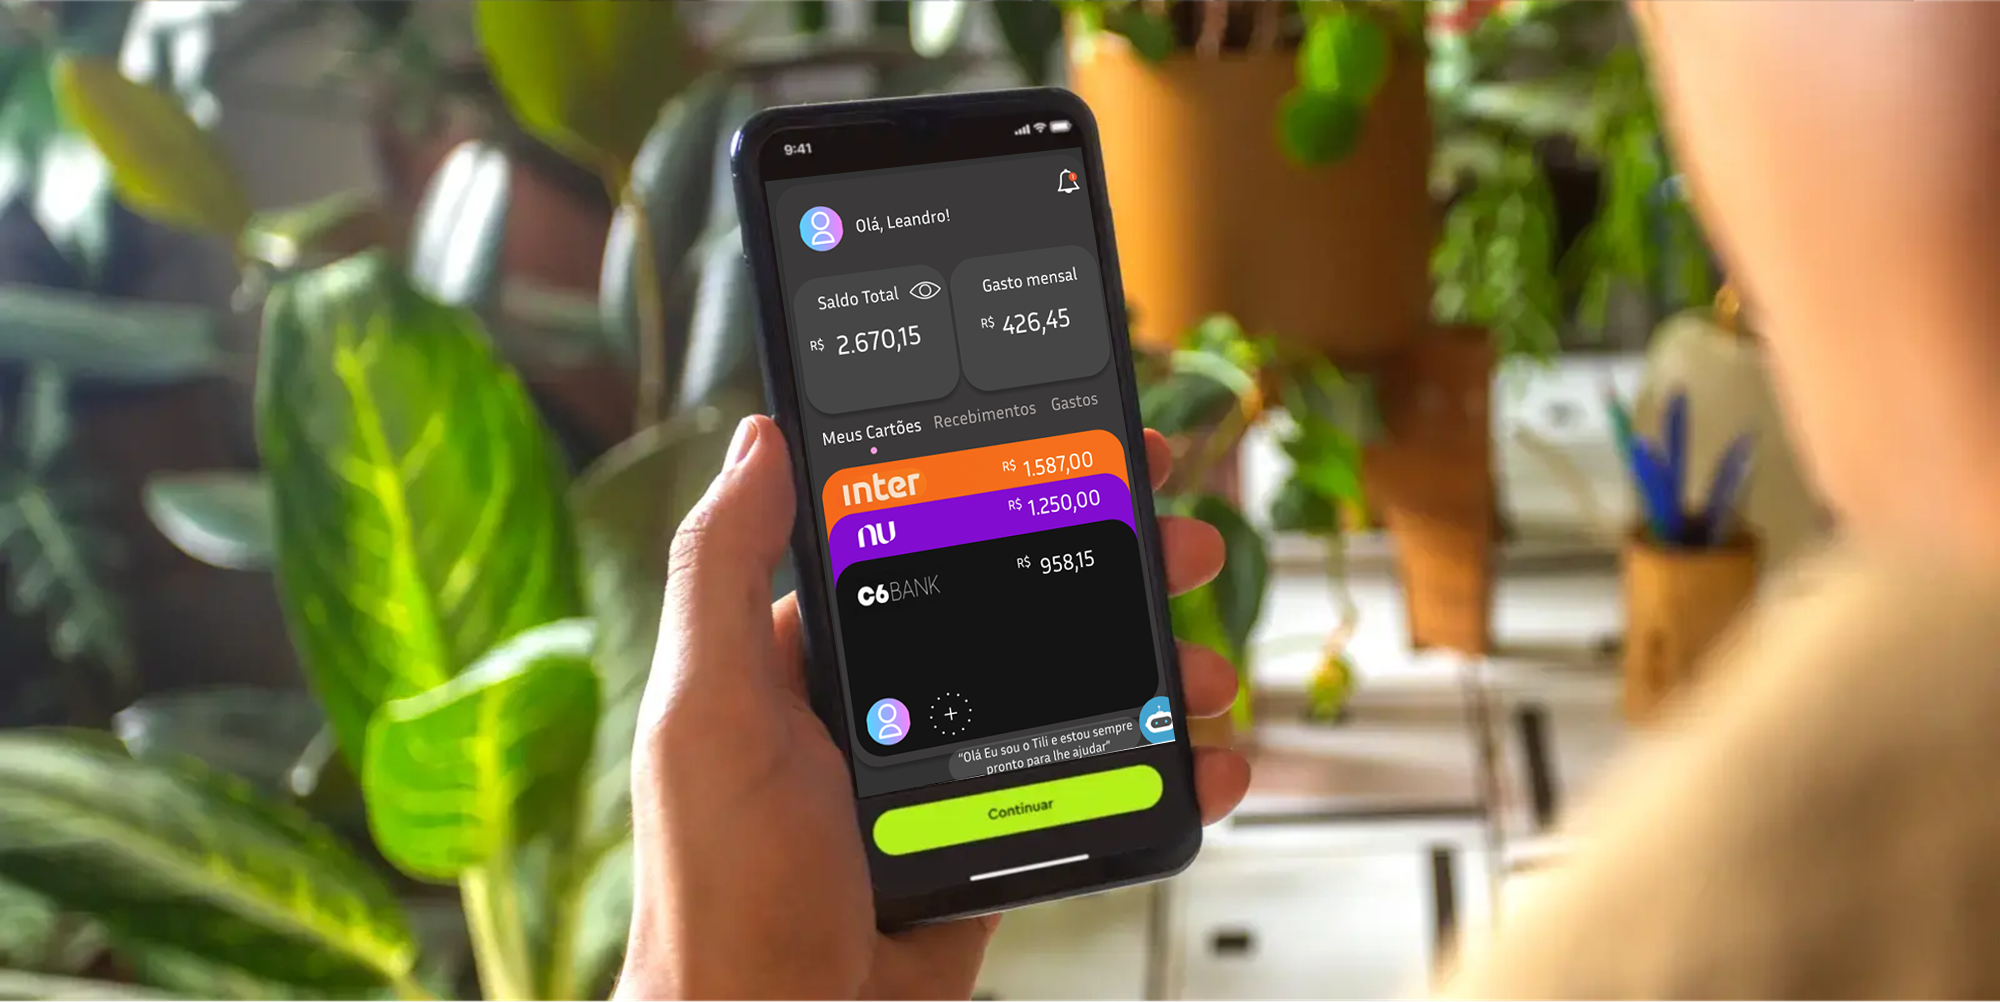 9:41
Olá, Leandro!
Saldo Total
R$ 2.670,15
Gasto mensal
R$ 426,45
Meus Cartões Recebimentos Gastos
inter R$ 1.587,00
nu R$ 1.250,00
C6BANK R$ 958,15
+
"Olá Eu sou o Tili e estou sempre
pronto para lhe ajudar"
Continuar